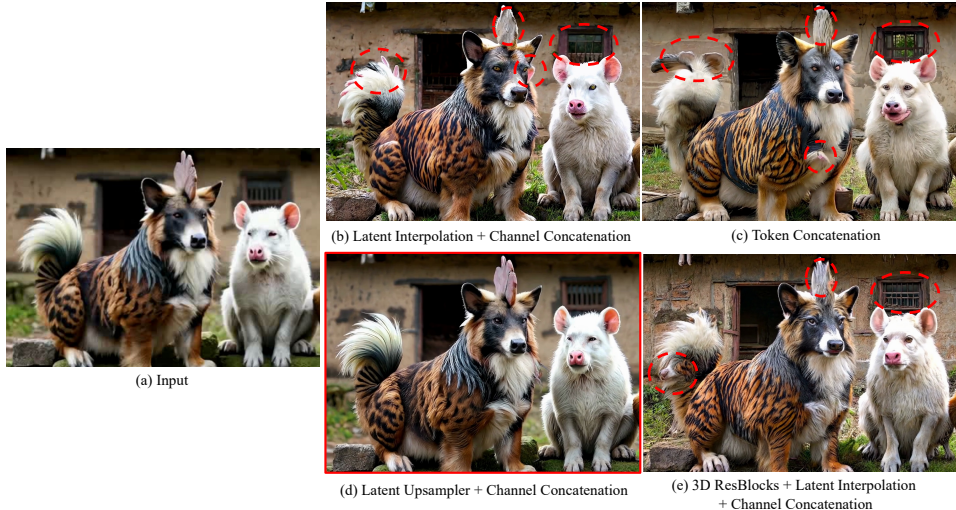 (a) Input
(b) Latent Interpolation + Channel Concatenation
(c) Token Concatenation
(d) Latent Upsampler + Channel Concatenation
(e) 3D ResBlocks + Latent Interpolation
+ Channel Concatenation